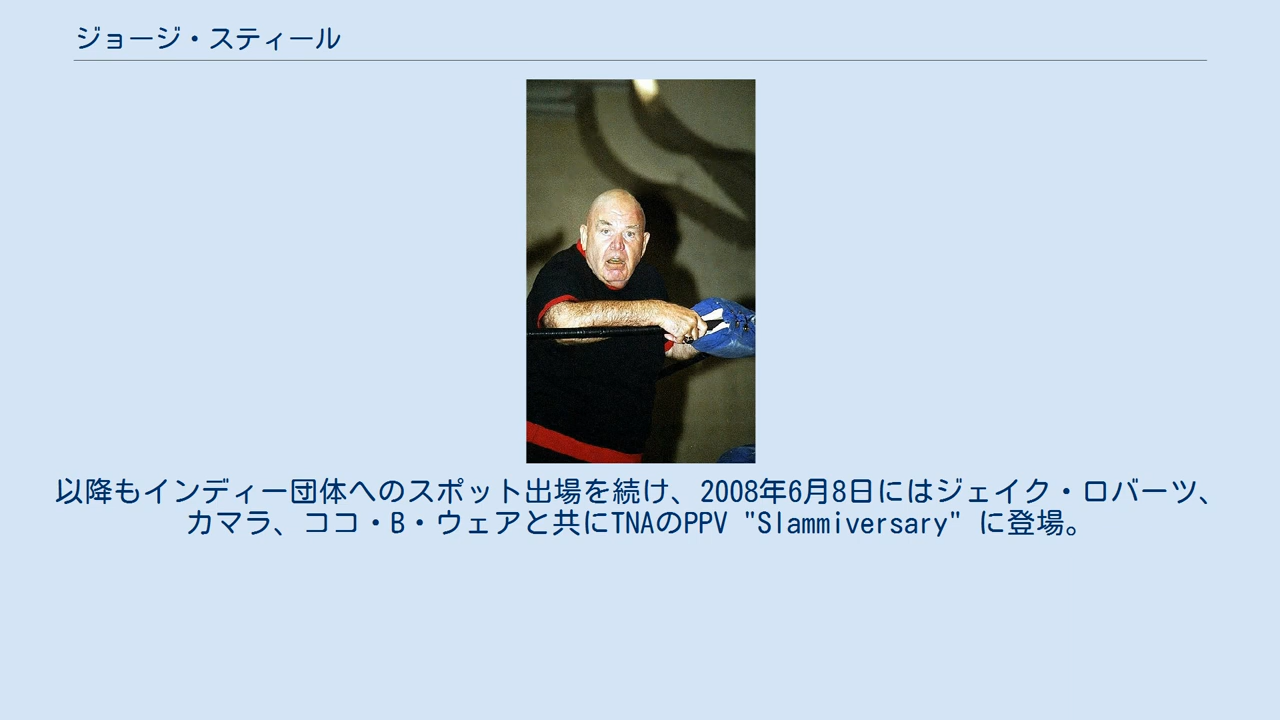 ジョージ・スティール
以降もインディー団体へのスポット出場を続け、2008年6月8日にはジェイク・ロバーツ、
カマラ、ココ・B・ウェアと共にTNAのPPV "Slammiversary" に登場。